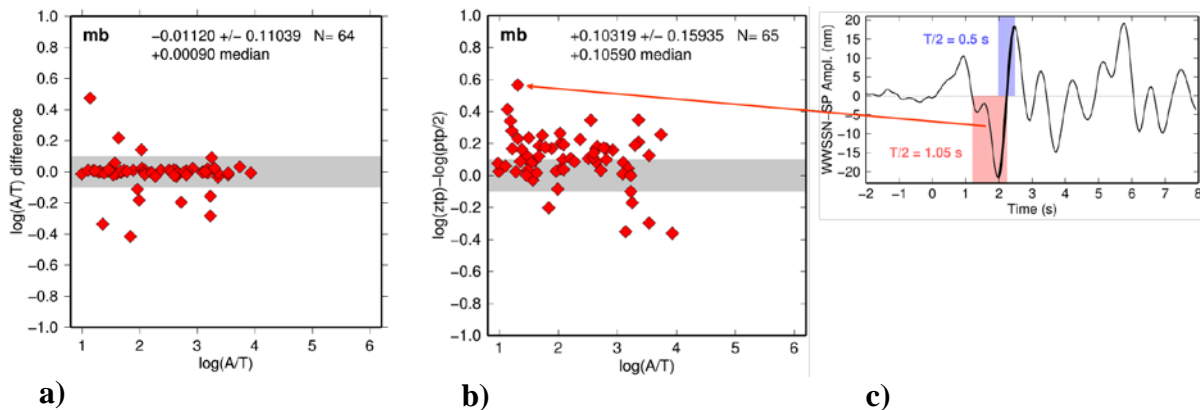 mb
−0.01120 +/− 0.11039 N= 64
+0.00090 median
1.0
0.8
0.6
0.4
0.2
0.0
−0.2
−0.4
−0.6
−0.8
−1.0
log(A/T) difference
1 2 3 4 5 6
log(A/T)
a)
mb
+0.10319 +/− 0.15935 N= 65
+0.10590 median
1.0
0.8
0.6
0.4
0.2
0.0
−0.2
−0.4
−0.6
−0.8
−1.0
log(ztp)−log(ptp/2)
1 2 3 4 5 6
log(A/T)
b)
T/2 = 0.5 s
T/2 = 1.05 s
20
15
10
5
0
−5
−10
−15
−20
WWSSN−SP Ampl. (nm)
−2 −1 0 1 2 3 4 5 6 7 8
Time (s)
c)